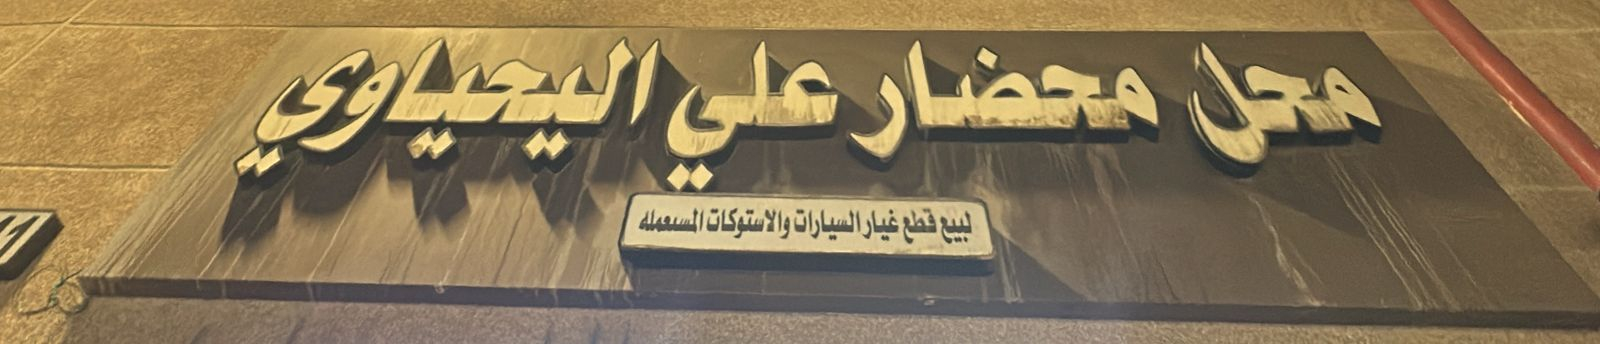 محل محضار علي اليحياوي
لبيع قطع غيار السيارات والاستوكات المستعمله